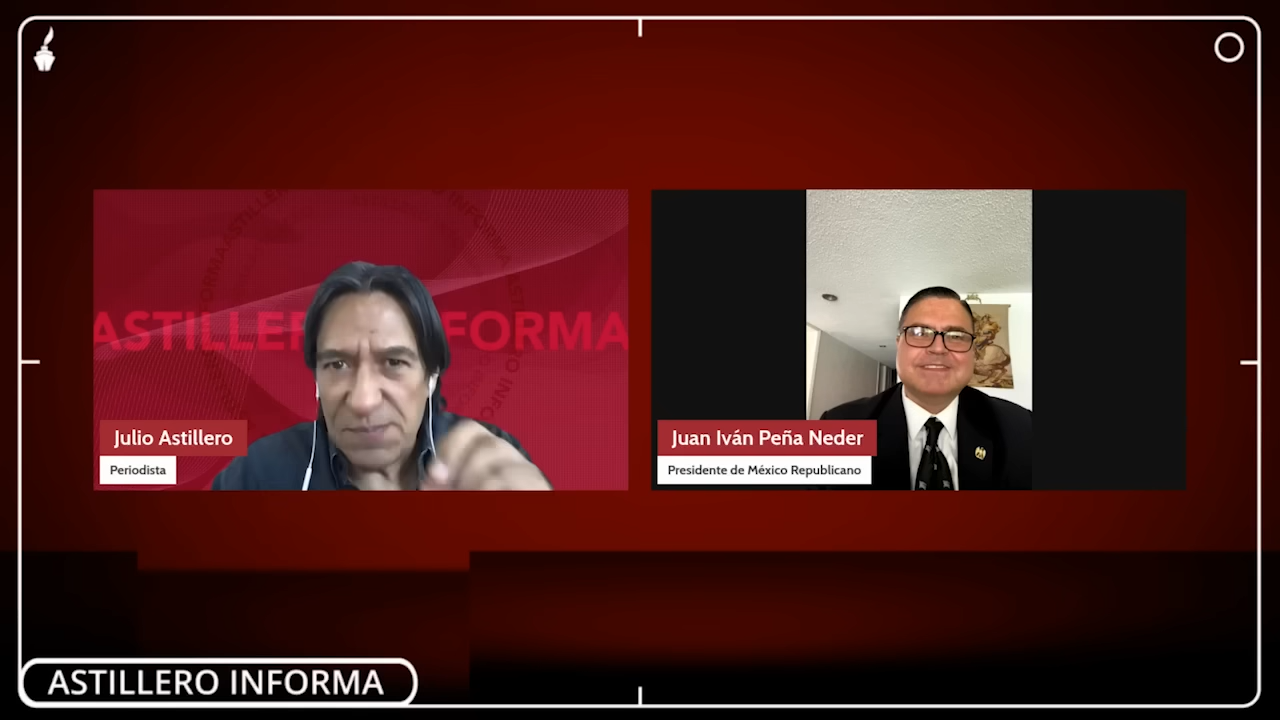 ASTILLERO INFORMA
Julio Astillero
Periodista
Juan Iván Peña Neder
Presidente de México Republicano
ASTILLERO INFORMA